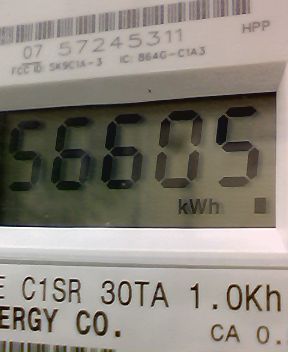 HPP
07 57245311
FCC ID: SK9C1A-3 IC: 864G-C1A3
56605
kWh
E C1SR 30TA 1.0Kh
ERGY CO.
CA 0.